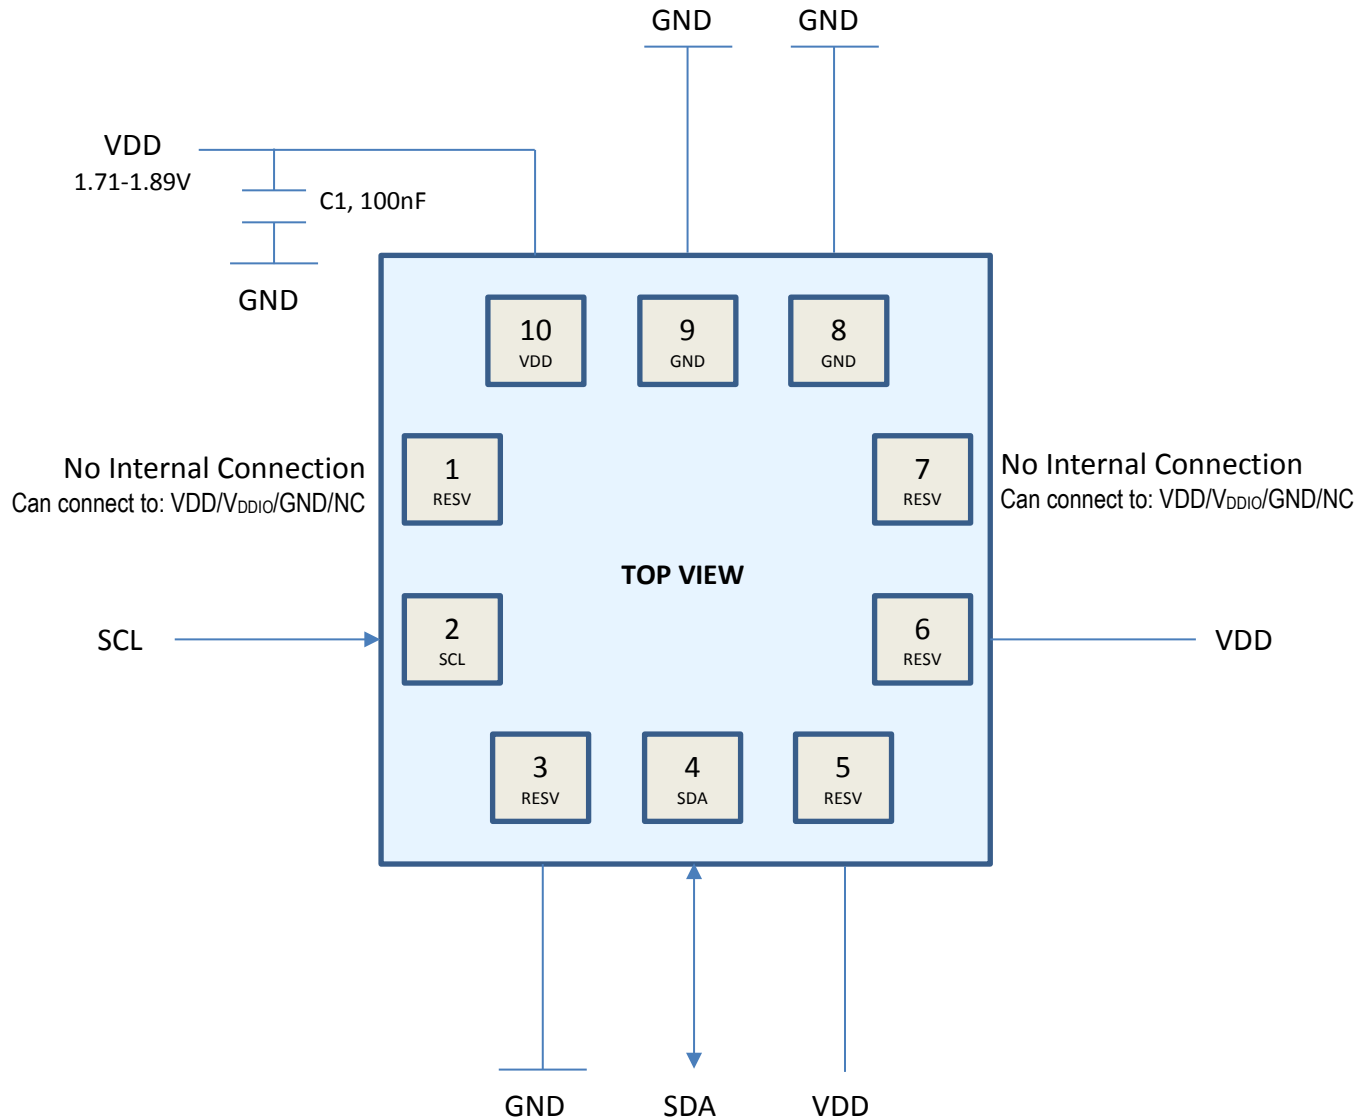 GND
GND
VDD
1.71-1.89V
C1, 100nF
GND
10
VDD
9
GND
8
GND
No Internal Connection
Can connect to: VDD/VDDIO/GND/NC
1
RESV
7
RESV
No Internal Connection
Can connect to: VDD/VDDIO/GND/NC
TOP VIEW
SCL
2
SCL
6
RESV
VDD
3
RESV
4
SDA
5
RESV
GND
SDA
VDD